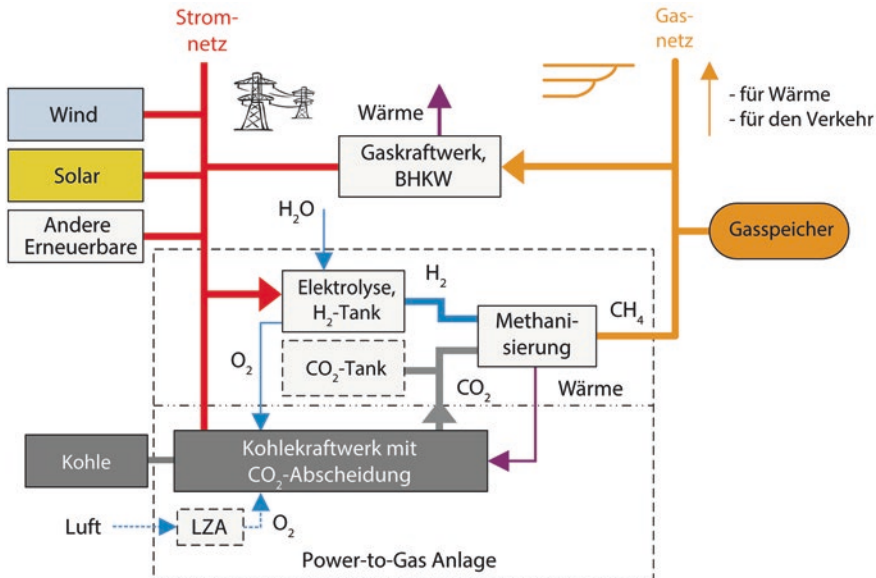 Strom-
netz
Gas-
netz
Wind
Wärme
- für Wärme
- für den Verkehr
Solar
Gaskraftwerk,
BHKW
Andere
Erneuerbare
H₂O
Gasspeicher
Elektrolyse,
H₂-Tank
H₂
Methani-
sierung
CH₄
O₂
CO₂-Tank
CO₂
Wärme
Kohle
Kohlekraftwerk mit
CO₂-Abscheidung
Luft
LZA
O₂
Power-to-Gas Anlage